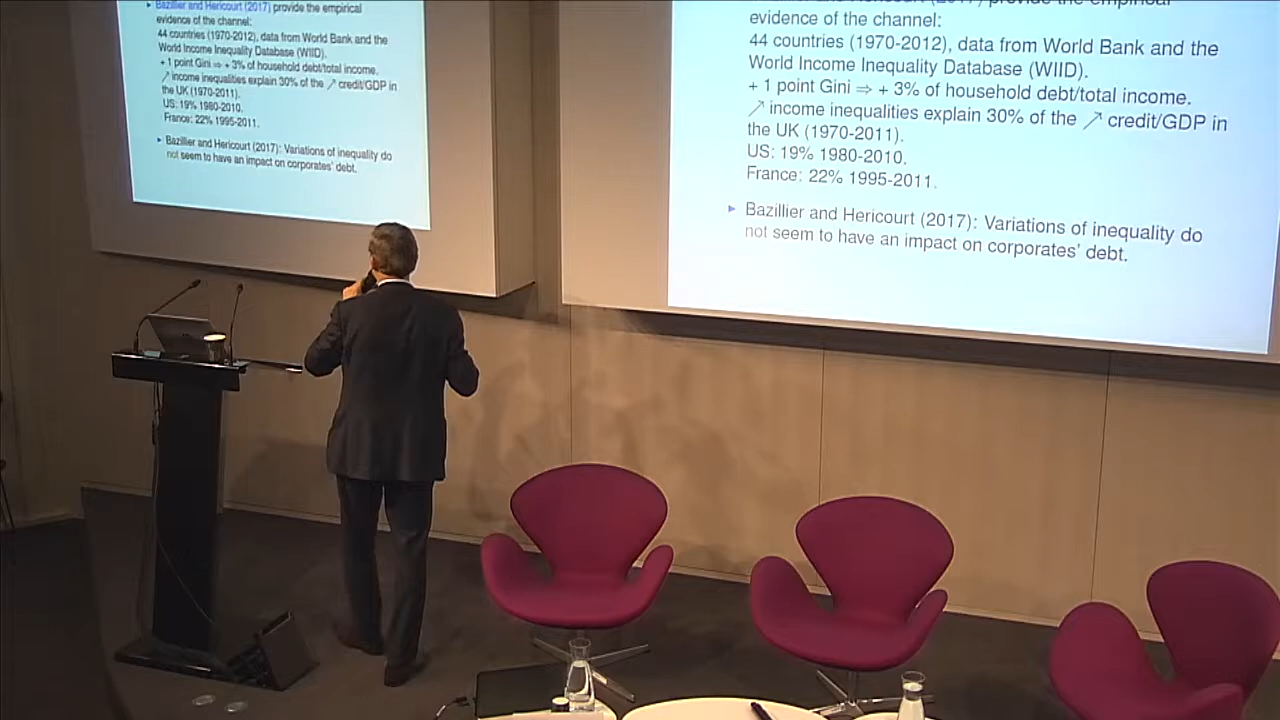 ▸ Bazillier and Hericourt (2017) provide the empirical
evidence of the channel:
44 countries (1970-2012), data from World Bank and the
World Income Inequality Database (WIID).
+ 1 point Gini ⇒ + 3% of household debt/total income.
↗ income inequalities explain 30% of the ↗ credit/GDP in
the UK (1970-2011).
US: 19% 1980-2010.
France: 22% 1995-2011.
▸ Bazillier and Hericourt (2017): Variations of inequality do
not seem to have an impact on corporates' debt.
Bazillier and Hericourt (2017) provide the empirical
evidence of the channel:
44 countries (1970-2012), data from World Bank and the
World Income Inequality Database (WIID).
+ 1 point Gini ⇒ + 3% of household debt/total income.
↗ income inequalities explain 30% of the ↗ credit/GDP in
the UK (1970-2011).
US: 19% 1980-2010.
France: 22% 1995-2011.
▸ Bazillier and Hericourt (2017): Variations of inequality do
not seem to have an impact on corporates' debt.